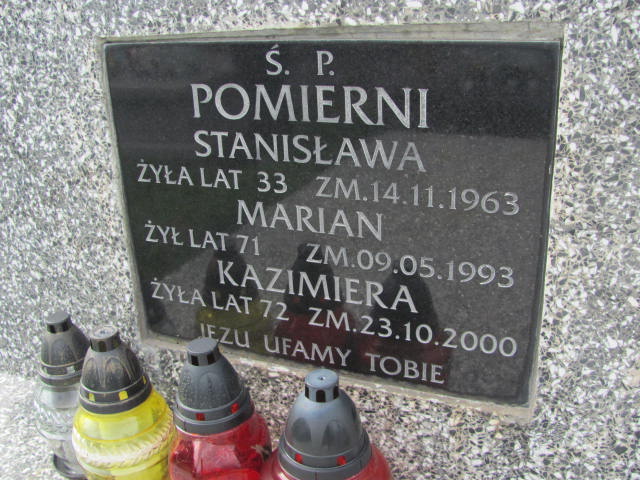 Ś. P.
POMIERNI
STANISŁAWA
ŻYŁA LAT 33 ZM.14.11.1963
MARIAN
ŻYŁ LAT 71 ZM.09.05.1993
KAZIMIERA
ŻYŁA LAT 72 ZM.23.10.2000
JEZU UFAMY TOBIE